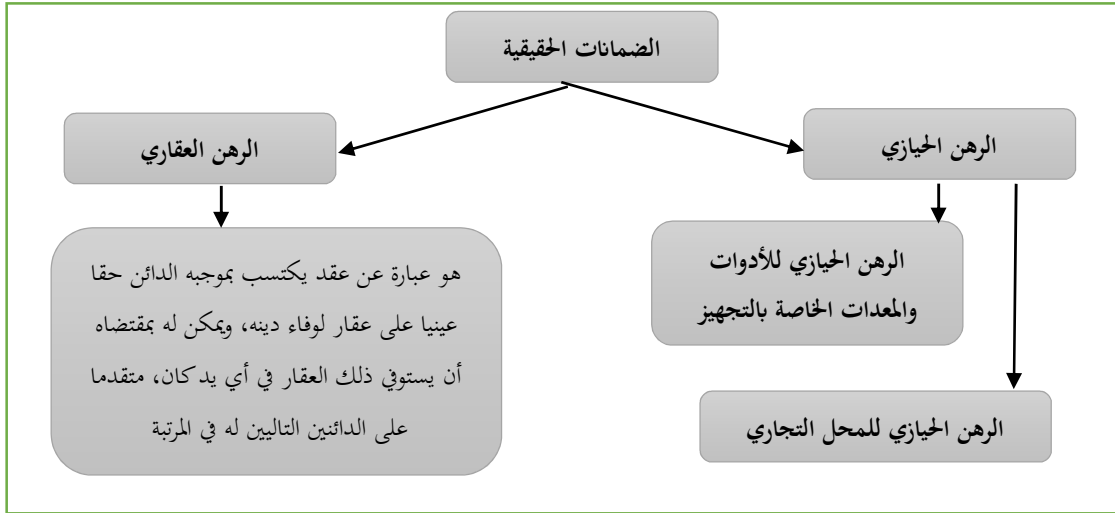 الضمانات الحقيقية
الرهن الحيازي
الرهن العقاري
الرهن الحيازي للأدوات
والمعدات الخاصة بالتجهيز
الرهن الحيازي للمحل التجاري
هو عبارة عن عقد يكتسب بموجبه الدائن حقا
عينيا على عقار لوفاء دينه، ويمكن له بمقتضاه
أن يستوفي ذلك العقار في أي يد كان، متقدما
على الدائنين التاليين له في المرتبة